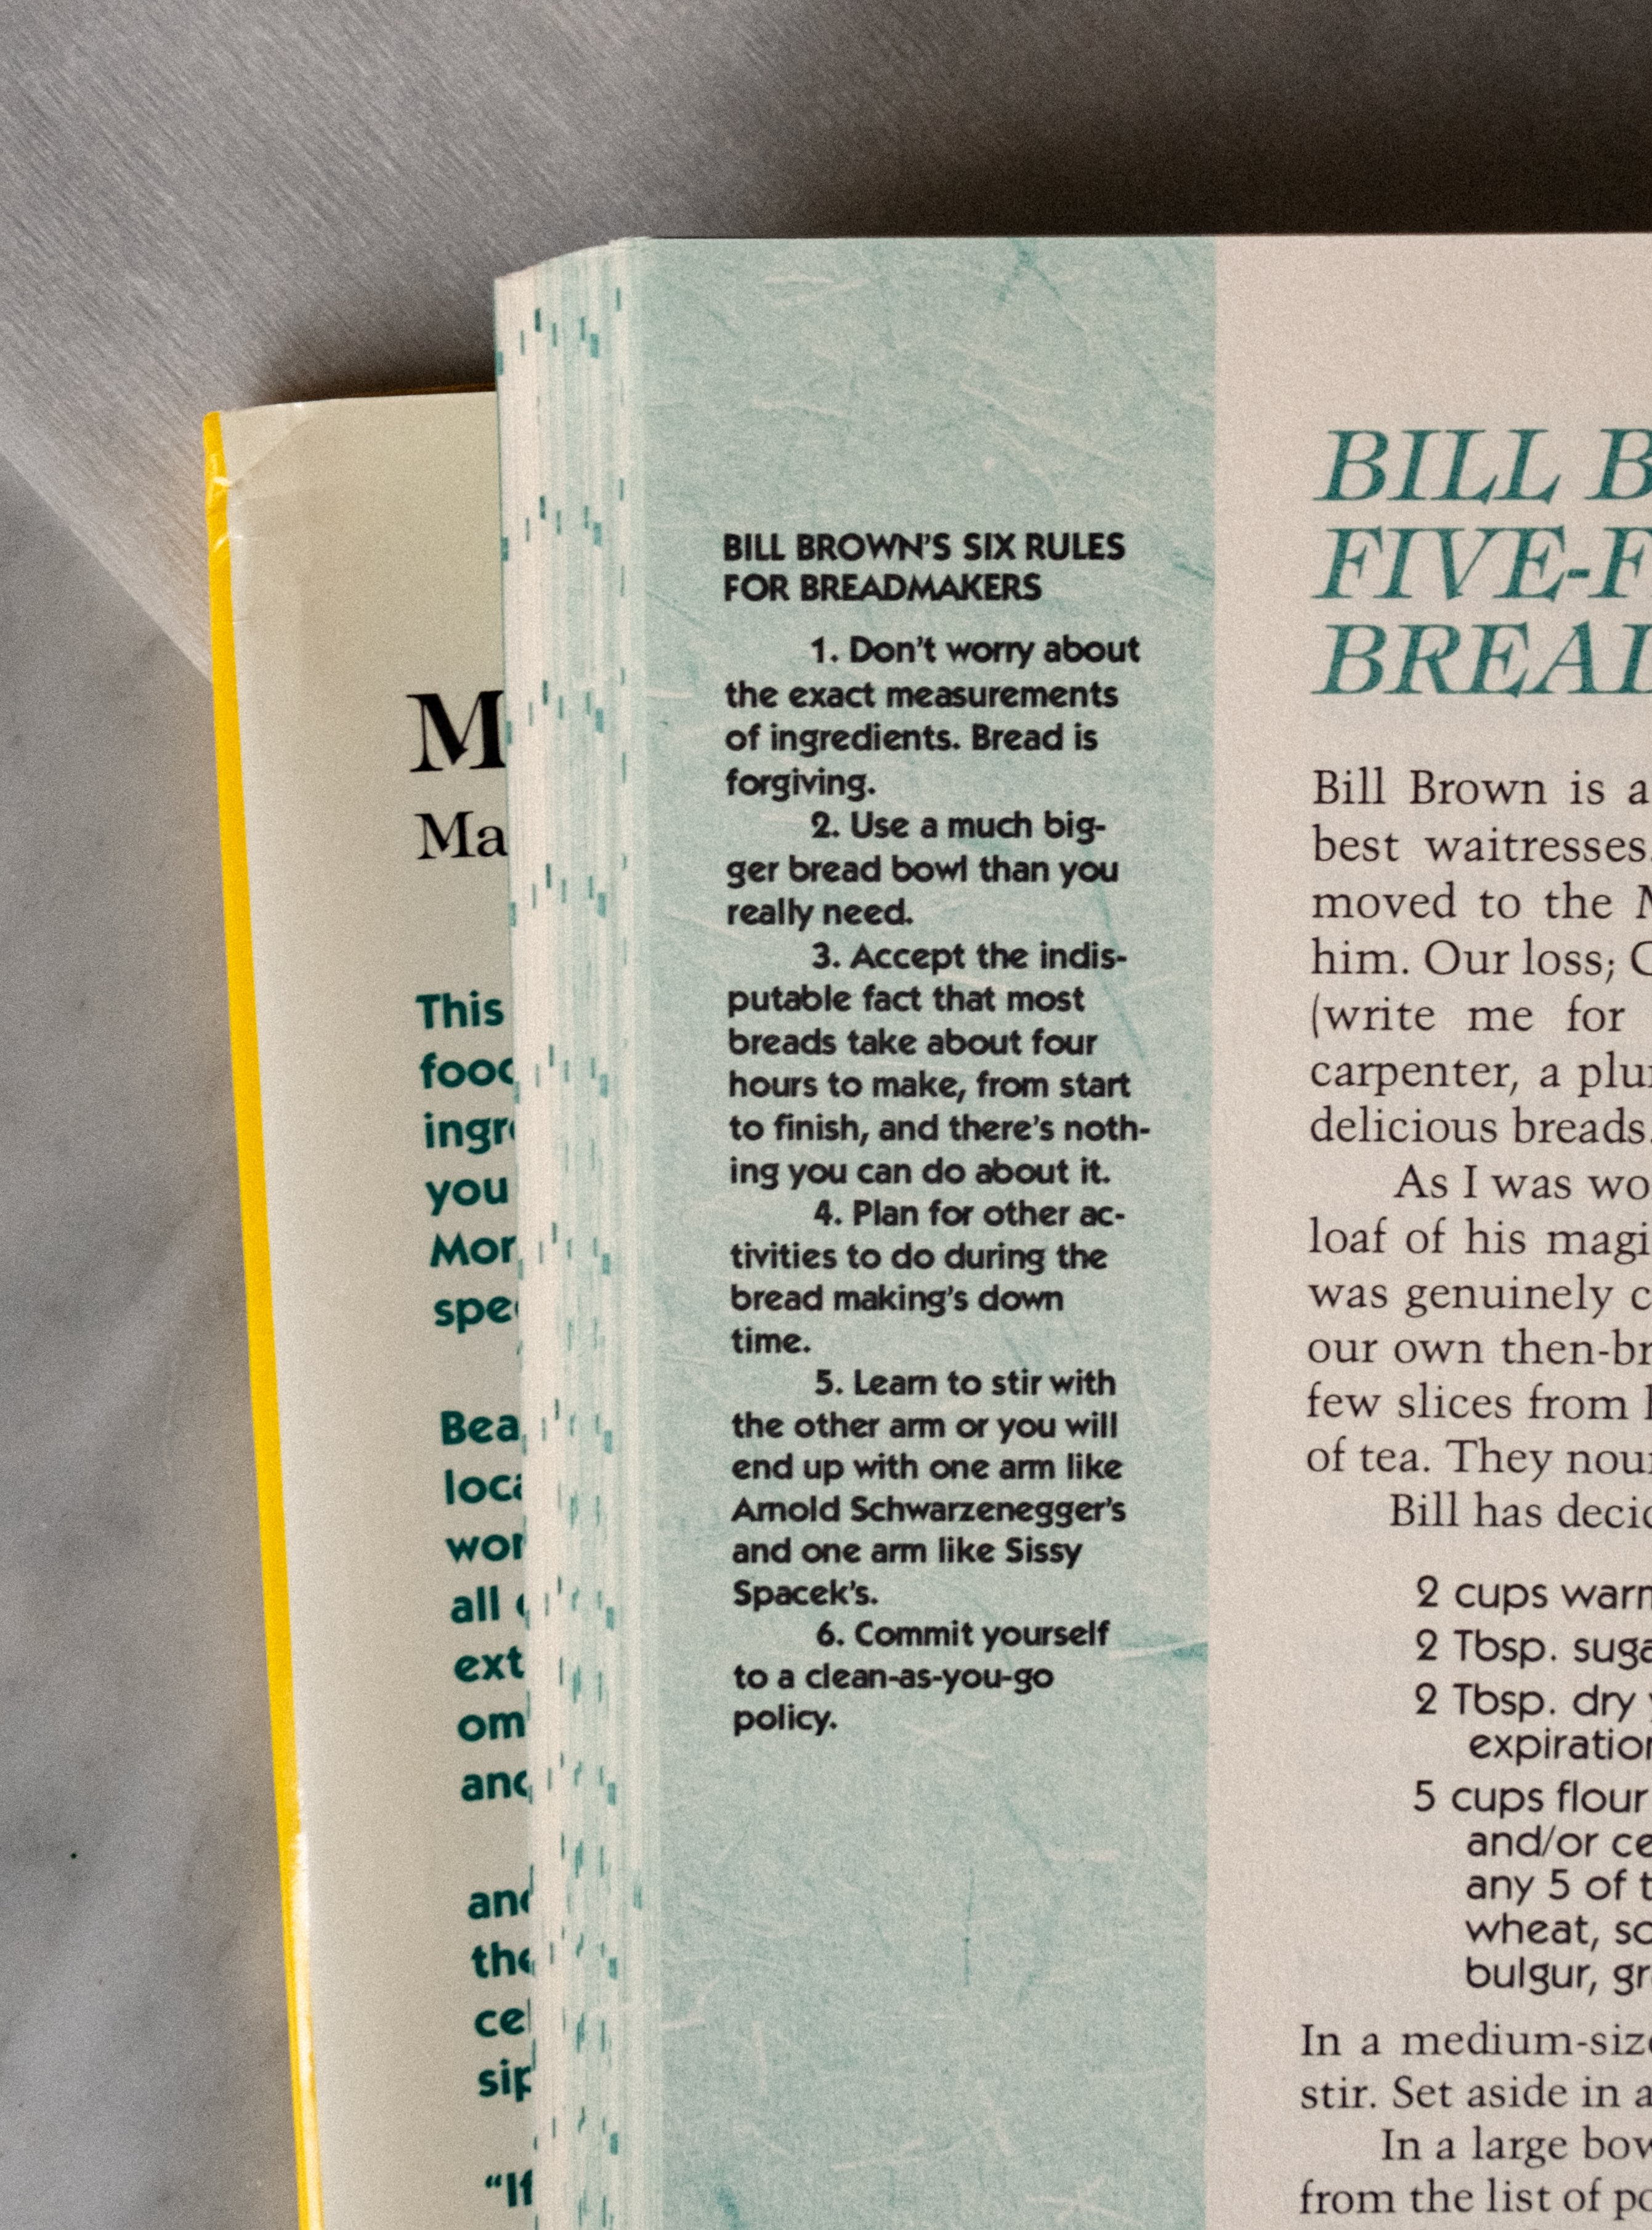 M
Ma
This
you
spe
Bea
all
ext
om
and
the
cel
"If
BILL BROWN'S SIX RULES
FOR BREADMAKERS
1. Don't worry about
the exact measurements
of ingredients. Bread is
forgiving.
2. Use a much big-
ger bread bowl than you
really need.
3. Accept the indis-
putable fact that most
breads take about four
hours to make, from start
to finish, and there's noth-
ing you can do about it.
4. Plan for other ac-
tivities to do during the
bread making's down
time.
5. Learn to stir with
the other arm or you will
end up with one arm like
Arnold Schwarzenegger's
and one arm like Sissy
Spacek's.
6. Commit yourself
to a clean-as-you-go
policy.
BILL B
FIVE-F
BREAD
Bill Brown is a
best waitresses.
moved to the M
him. Our loss; C
(write me for
carpenter, a plu
delicious breads.
As I was wo
loaf of his magi
was genuinely c
our own then-br
few slices from
of tea. They nou
Bill has decid
2 cups warm
2 Tbsp. suga
2 Tbsp. dry
expiration
5 cups flour
and/or ce
any 5 of t
wheat, so
bulgur, gr
In a medium-size
stir. Set aside in a
In a large bow
from the list of po